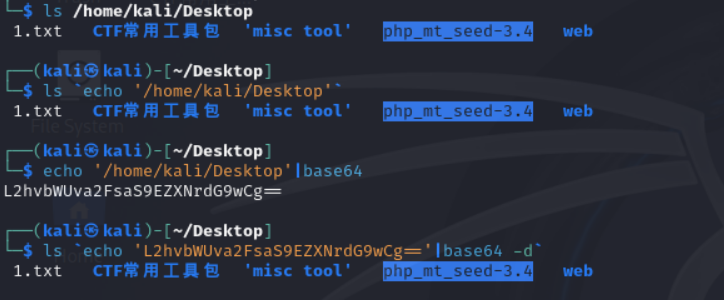 └─$ ls /home/kali/Desktop
1.txt CTF常用工具包 'misc tool' php_mt_seed-3.4 web
┌──(kali㉿kali)-[~/Desktop]
└─$ ls `echo '/home/kali/Desktop'`
1.txt CTF常用工具包 'misc tool' php_mt_seed-3.4 web
File System
┌──(kali㉿kali)-[~/Desktop]
└─$ echo '/home/kali/Desktop'|base64
L2hvbWUva2FsaS9EZXNrdG9wCg==
┌──(kali㉿kali)-[~/Desktop]
└─$ ls `echo 'L2hvbWUva2FsaS9EZXNrdG9wCg=='|base64 -d`
1.txt CTF常用工具包 'misc tool' php_mt_seed-3.4 web